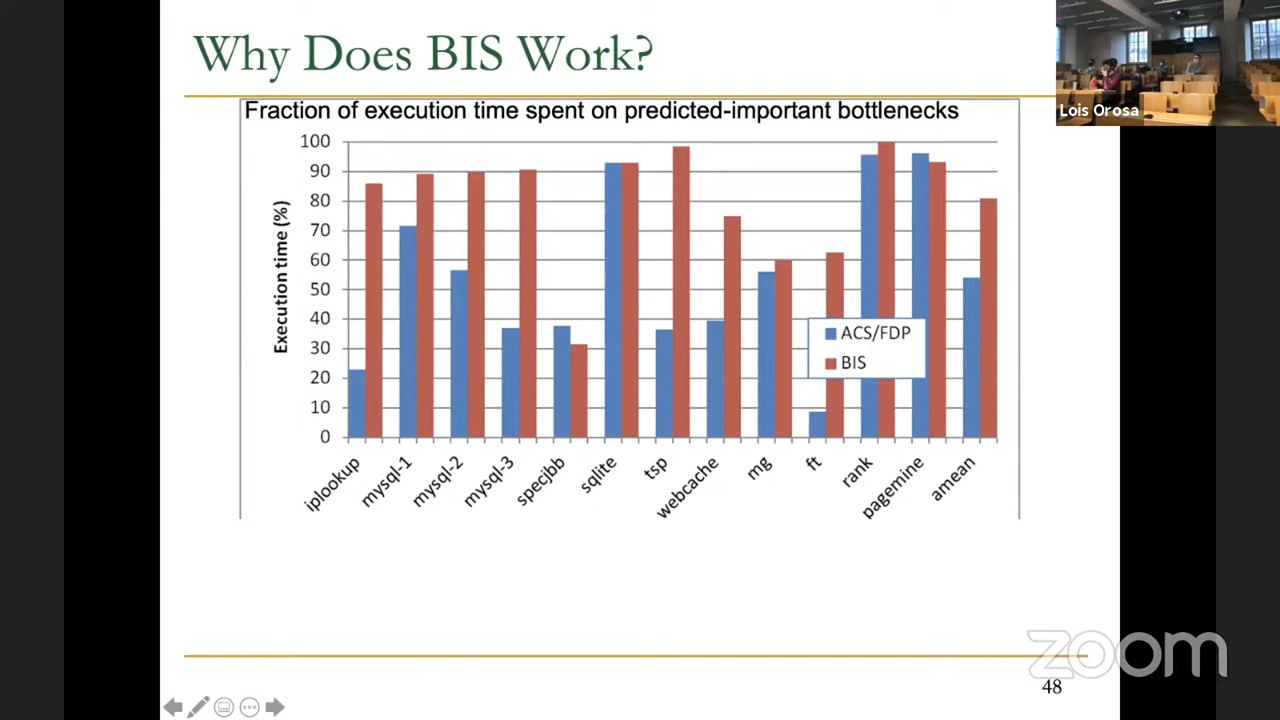 Why Does BIS Work?
Lois Orosa
Fraction of execution time spent on predicted-important bottlenecks
Execution time (%)
100
90
80
70
60
50
40
30
20
10
0
ACS/FDP
BIS
iplookup
mysql-1
mysql-2
mysql-3
specjbb
sqlite
tsp
webcache
mg
ft
rank
pagemine
amean
zoom
48